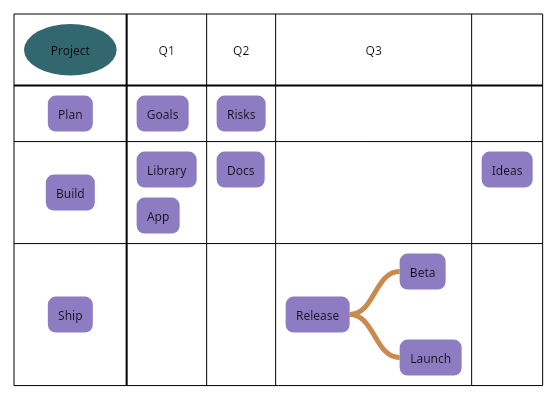 Project
Q1
Q2
Q3
Plan
Goals
Risks
Build
Library
App
Docs
Ideas
Ship
Release
Beta
Launch